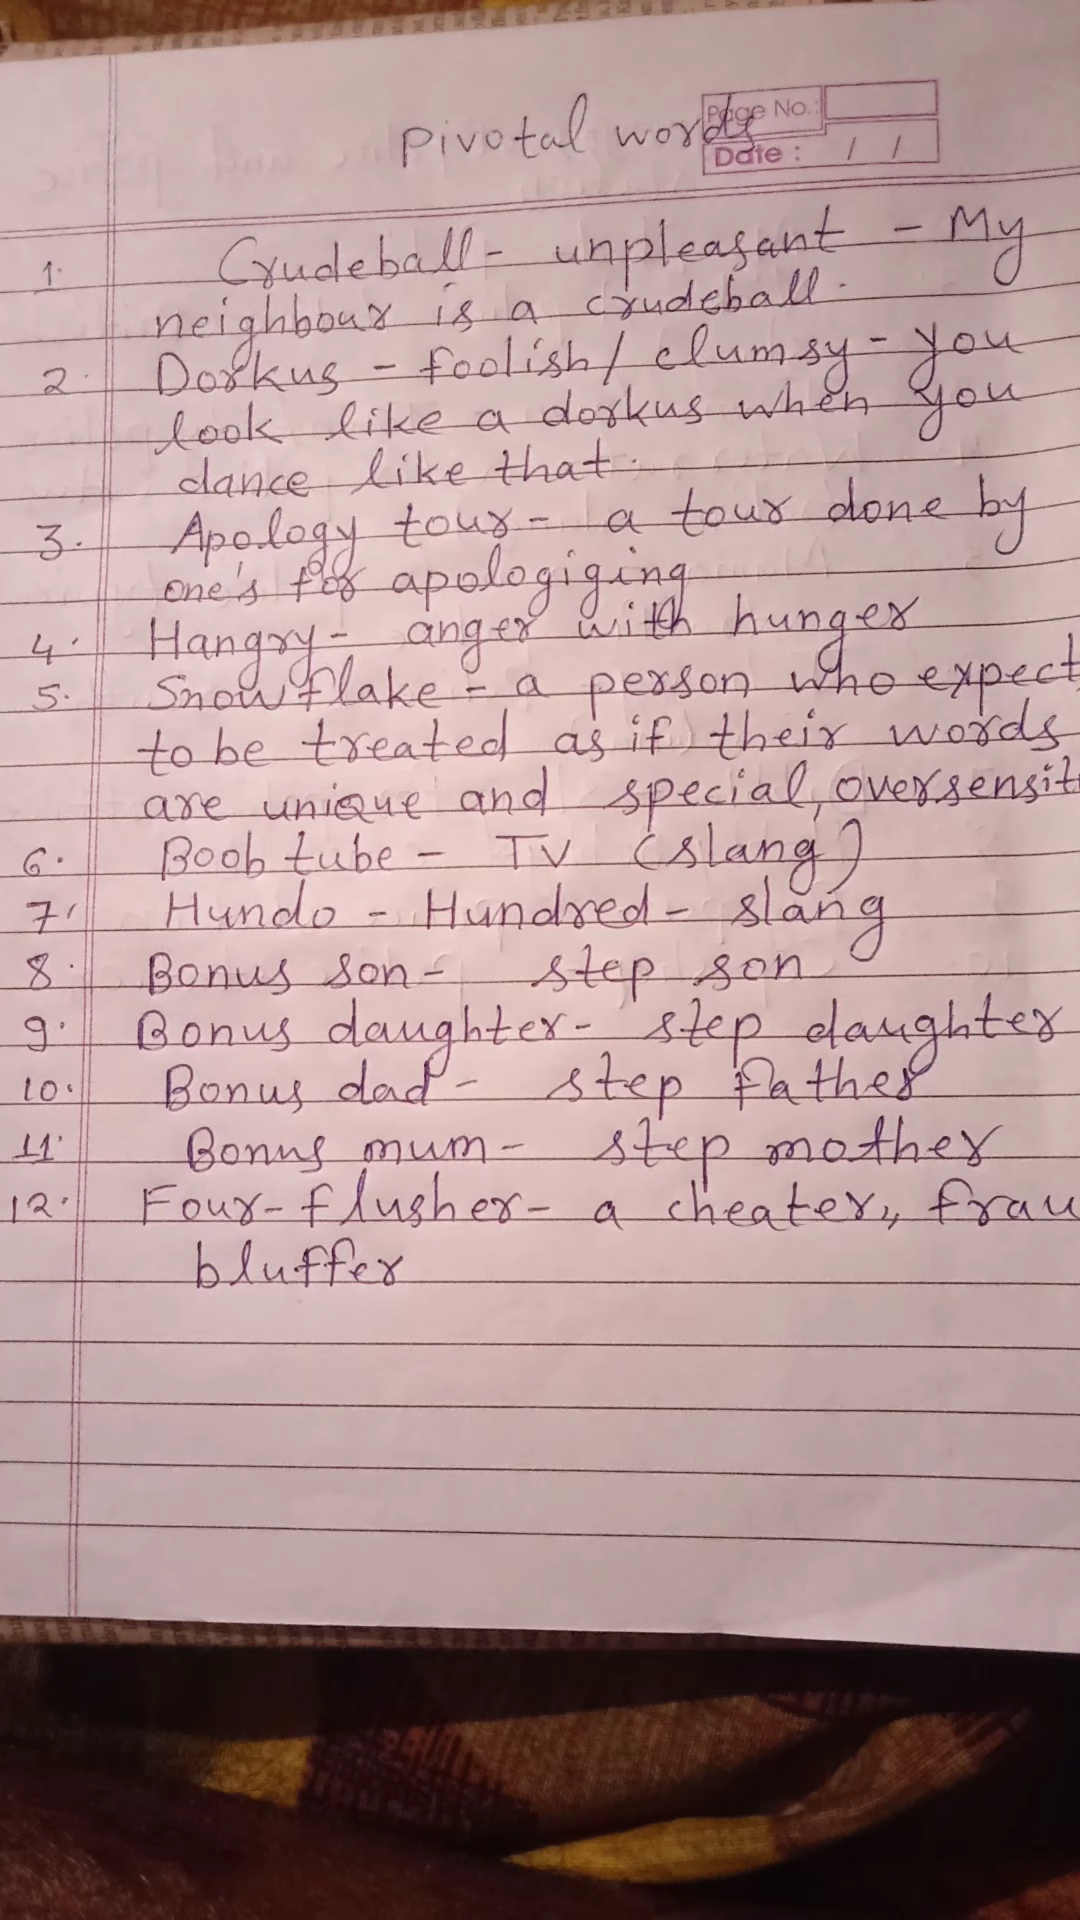 Pivotal words
Page No.:
Date : / /
1. Crudeball - unpleasant - My
neighbour is a crudeball.
2. Dorkus - foolish / clumsy - you
look like a dorkus when you
dance like that.
3. Apology tour - a tour done by
one's for apologiging
4. Hangry - anger with hunger
5. Snowflake - a person who expect
to be treated as if their words
are unique and special, oversensit
6. Boob tube - TV (slang)
7. Hundo - Hundred - slang
8. Bonus son - step son
9. Bonus daughter - step daughter
10. Bonus dad - step father
11. Bonus mum - step mother
12. Four-flusher - a cheater, frau
bluffer